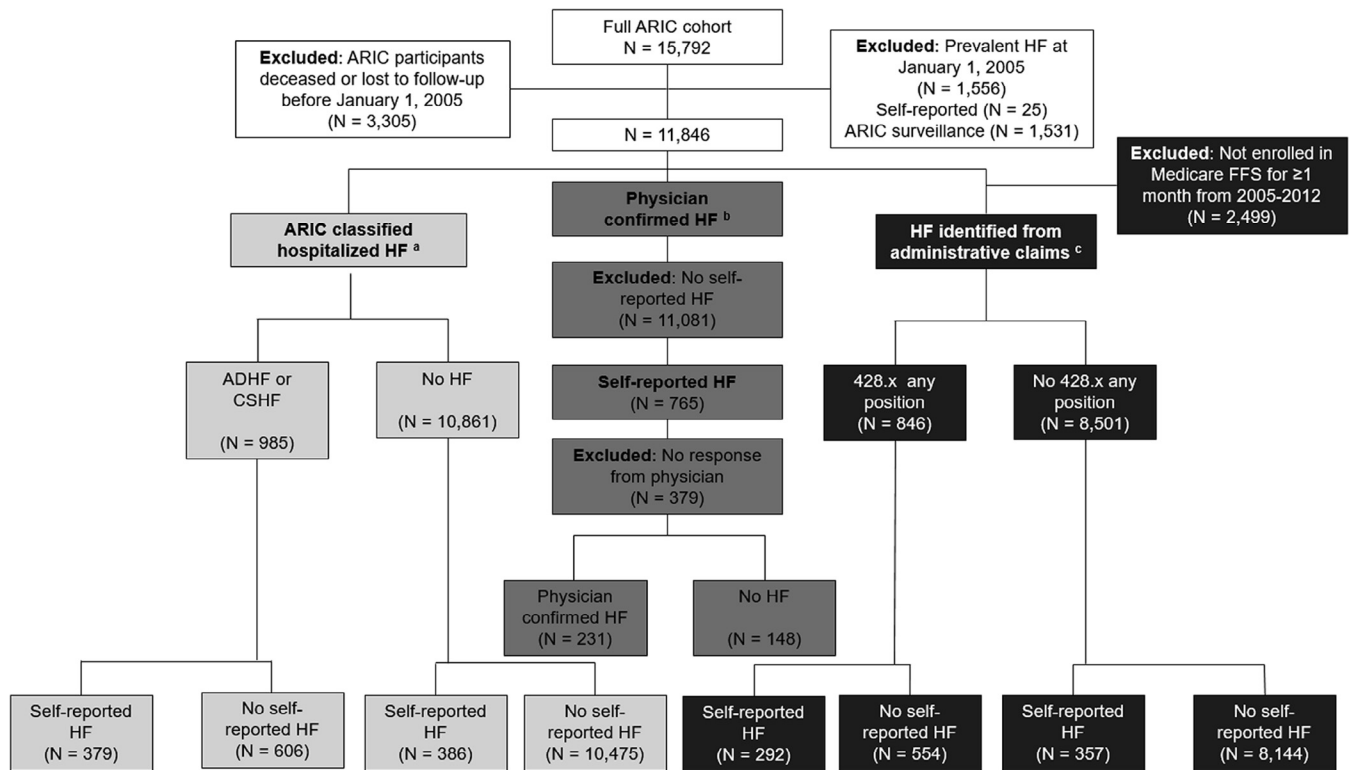 Full ARIC cohort
N = 15,792
Excluded: ARIC participants
deceased or lost to follow-up
before January 1, 2005
(N = 3,305)
Excluded: Prevalent HF at
January 1, 2005
(N = 1,556)
Self-reported (N = 25)
ARIC surveillance (N = 1,531)
N = 11,846
Excluded: Not enrolled in
Medicare FFS for ≥1
month from 2005-2012
(N = 2,499)
ARIC classified
hospitalized HF a
Physician
confirmed HF b
HF identified from
administrative claims c
Excluded: No self-
reported HF
(N = 11,081)
ADHF or
CSHF
(N = 985)
No HF
(N = 10,861)
Self-reported HF
(N = 765)
428.x any
position
(N = 846)
No 428.x any
position
(N = 8,501)
Excluded: No response
from physician
(N = 379)
Physician
confirmed HF
(N = 231)
No HF
(N = 148)
Self-reported
HF
(N = 379)
No self-
reported HF
(N = 606)
Self-reported
HF
(N = 386)
No self-
reported HF
(N = 10,475)
Self-reported
HF
(N = 292)
No self-
reported HF
(N = 554)
Self-reported
HF
(N = 357)
No self-
reported HF
(N = 8,144)